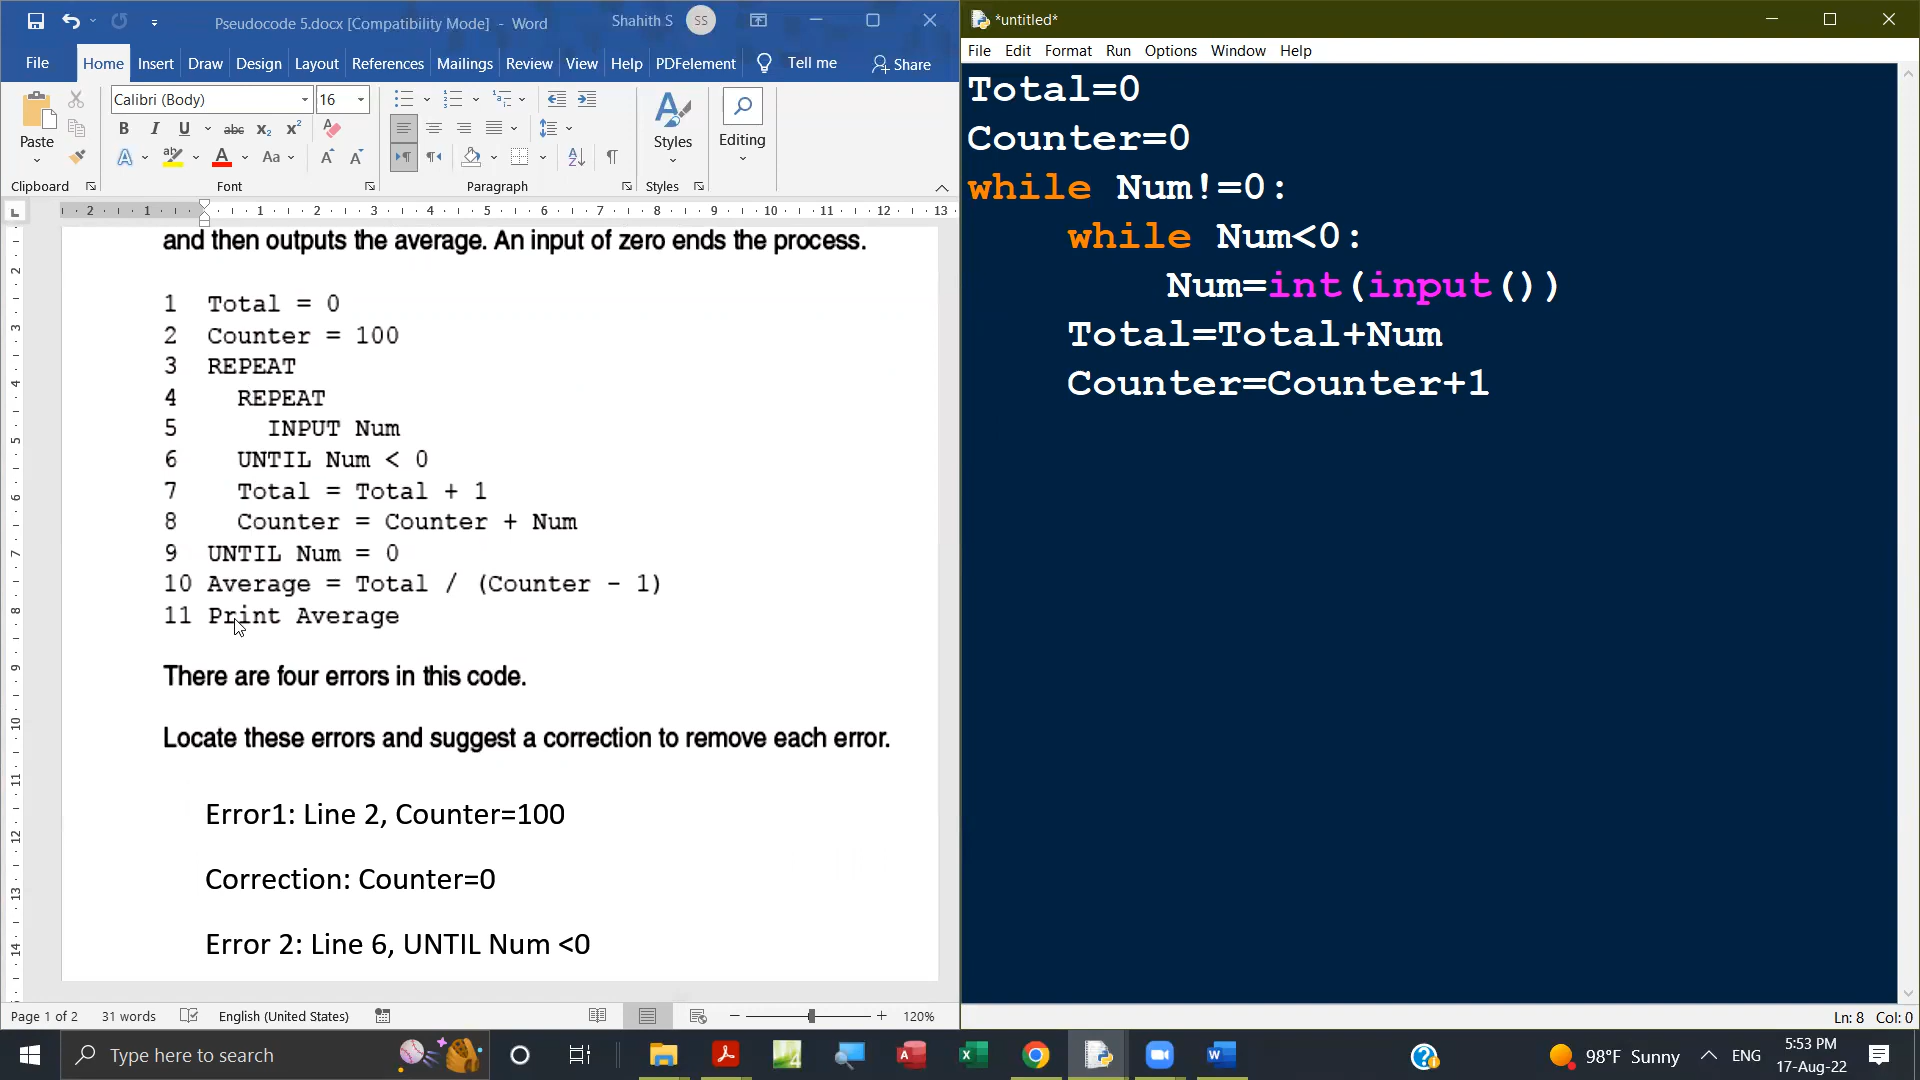 Pseudocode 5.docx [Compatibility Mode] - Word
Shahith S
SS
File Home Insert Draw Design Layout References Mailings Review View Help PDFelement Tell me Share
Paste
Calibri (Body) 16
Styles
Editing
Clipboard Font Paragraph Styles
and then outputs the average. An input of zero ends the process.
1 Total = 0
2 Counter = 100
3 REPEAT
4 REPEAT
5 INPUT Num
6 UNTIL Num < 0
7 Total = Total + 1
8 Counter = Counter + Num
9 UNTIL Num = 0
10 Average = Total / (Counter - 1)
11 Print Average
There are four errors in this code.
Locate these errors and suggest a correction to remove each error.
Error1: Line 2, Counter=100
Correction: Counter=0
Error 2: Line 6, UNTIL Num <0
Page 1 of 2 31 words English (United States) 120%
*untitled*
File Edit Format Run Options Window Help
Total=0
Counter=0
while Num!=0:
while Num<0:
Num=int(input())
Total=Total+Num
Counter=Counter+1
Ln: 8 Col: 0
Type here to search
98°F Sunny
ENG
5:53 PM
17-Aug-22